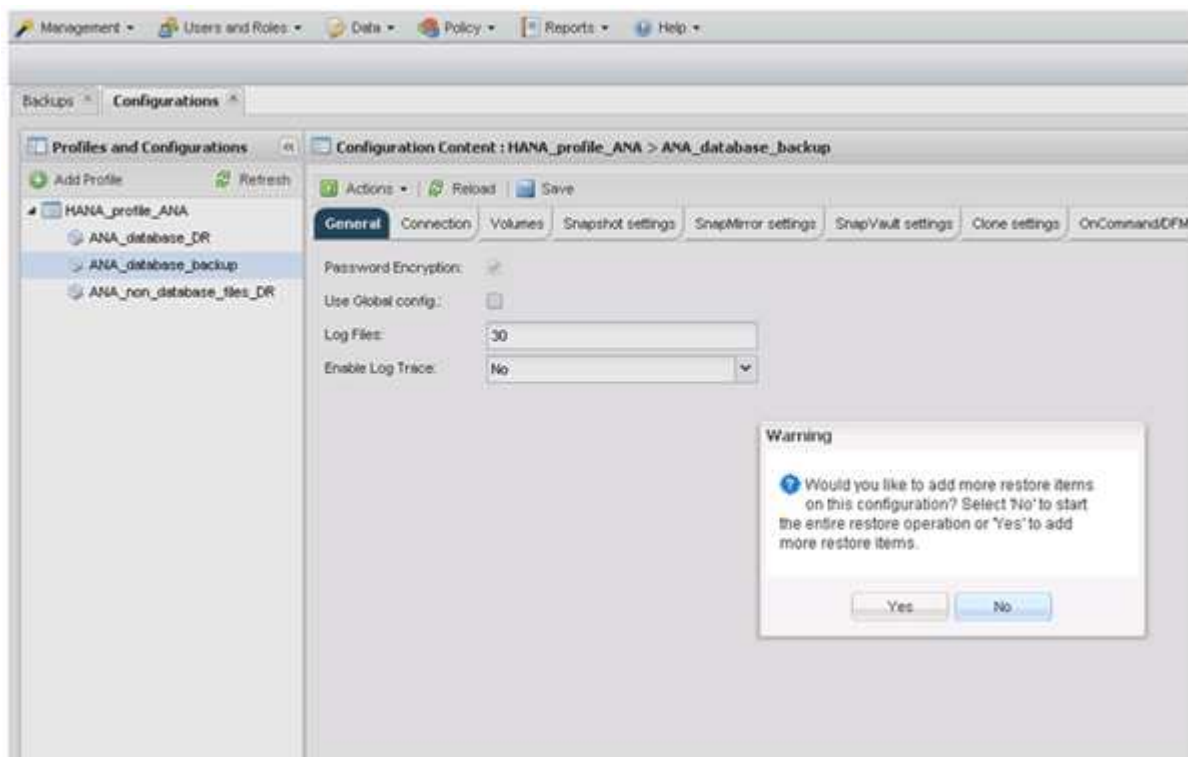 Management Users and Roles Data Policy Reports Help
Backups Configurations
Profiles and Configurations
Add Profile Refresh
HANA_profile_ANA
ANA_database_DR
ANA_database_backup
ANA_non_database_files_DR
Configuration Content : HANA_profile_ANA > ANA_database_backup
Actions Reload Save
General Connection Volumes Snapshot settings SnapMirror settings SnapVault settings Clone settings OnCommand/DFM
Password Encryption:
Use Global config.:
Log Files: 30
Enable Log Trace: No
Warning
Would you like to add more restore items
on this configuration? Select 'No' to start
the entire restore operation or 'Yes' to add
more restore items.
Yes No